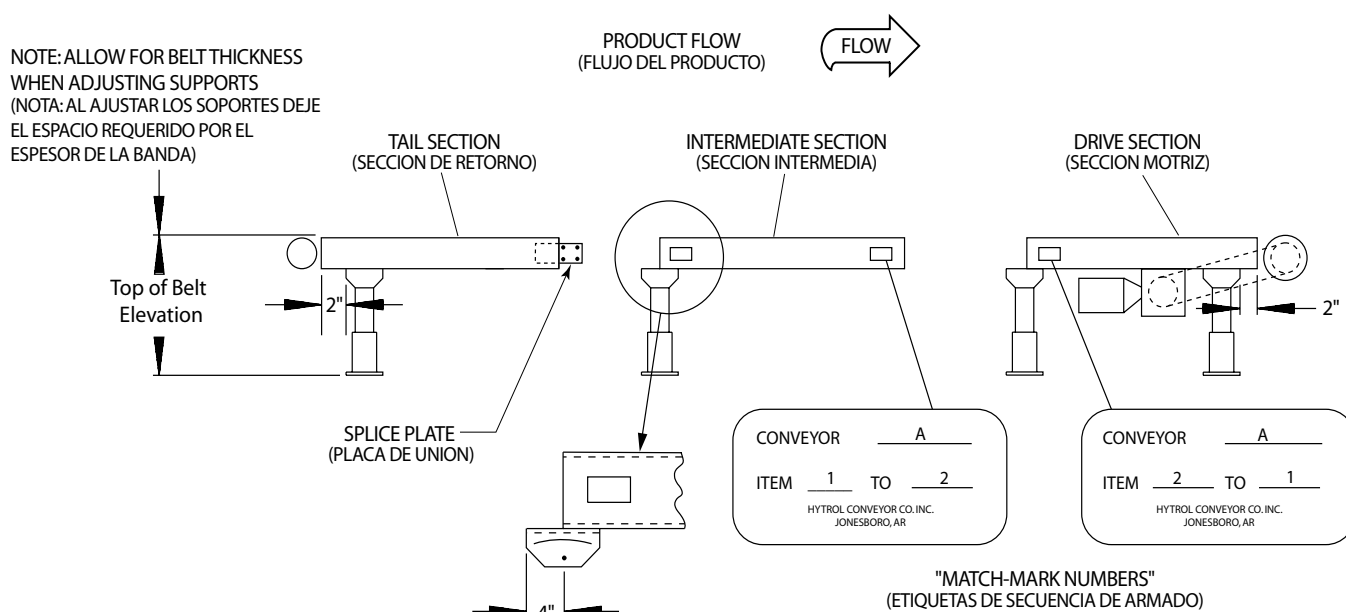 NOTE: ALLOW FOR BELT THICKNESS
WHEN ADJUSTING SUPPORTS
(NOTA: AL AJUSTAR LOS SOPORTES DEJE
EL ESPACIO REQUERIDO POR EL
ESPESOR DE LA BANDA)
PRODUCT FLOW
(FLUJO DEL PRODUCTO)
FLOW
TAIL SECTION
(SECCION DE RETORNO)
INTERMEDIATE SECTION
(SECCION INTERMEDIA)
DRIVE SECTION
(SECCION MOTRIZ)
Top of Belt
Elevation
2"
2"
SPLICE PLATE
(PLACA DE UNION)
CONVEYOR A
ITEM 1 TO 2
HYTROL CONVEYOR CO. INC.
JONESBORO, AR
CONVEYOR A
ITEM 2 TO 1
HYTROL CONVEYOR CO. INC.
JONESBORO, AR
4"
"MATCH-MARK NUMBERS"
(ETIQUETAS DE SECUENCIA DE ARMADO)